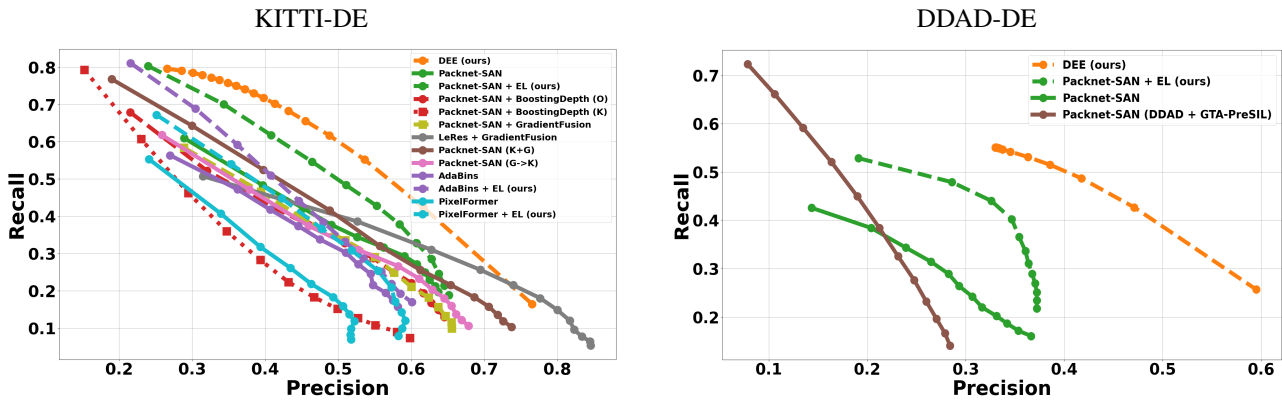 KITTI-DE
DDAD-DE
0.8
0.7
0.6
0.5
0.4
0.3
0.2
0.1
Recall
DEE (ours)
Packnet-SAN
Packnet-SAN + EL (ours)
Packnet-SAN + BoostingDepth (O)
Packnet-SAN + BoostingDepth (K)
Packnet-SAN + GradientFusion
LeRes + GradientFusion
Packnet-SAN (K+G)
Packnet-SAN (G->K)
AdaBins
AdaBins + EL (ours)
PixelFormer
PixelFormer + EL (ours)
0.2 0.3 0.4 0.5 0.6 0.7 0.8
Precision
0.7
0.6
0.5
0.4
0.3
0.2
Recall
DEE (ours)
Packnet-SAN + EL (ours)
Packnet-SAN
Packnet-SAN (DDAD + GTA-PreSIL)
0.1 0.2 0.3 0.4 0.5 0.6
Precision